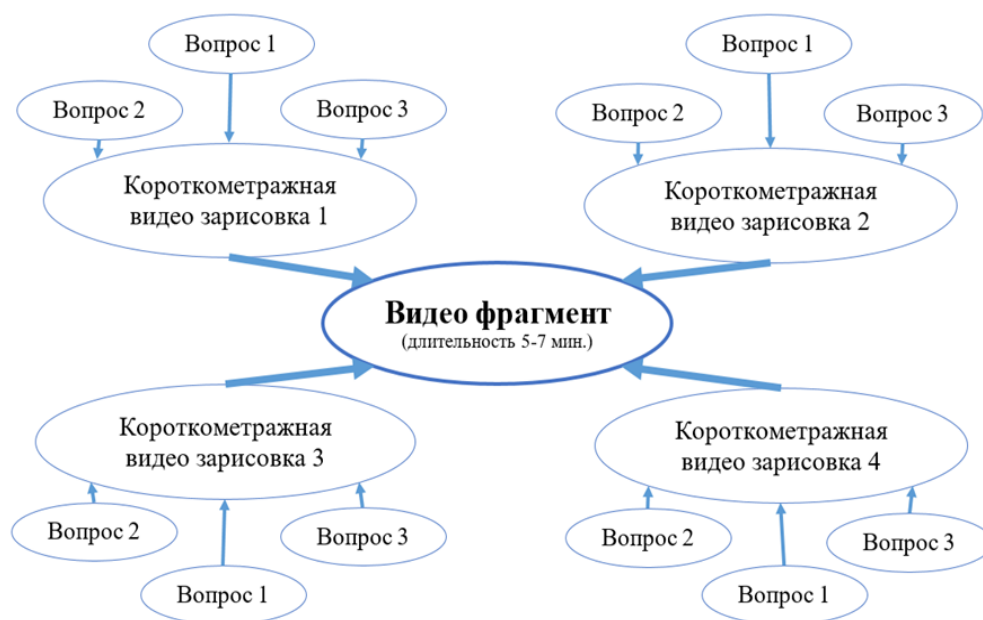 Вопрос 1
Вопрос 2
Вопрос 3
Короткометражная
видео зарисовка 1
Вопрос 1
Вопрос 2
Вопрос 3
Короткометражная
видео зарисовка 2
Видео фрагмент
(длительность 5-7 мин.)
Короткометражная
видео зарисовка 3
Вопрос 2
Вопрос 3
Вопрос 1
Короткометражная
видео зарисовка 4
Вопрос 2
Вопрос 3
Вопрос 1